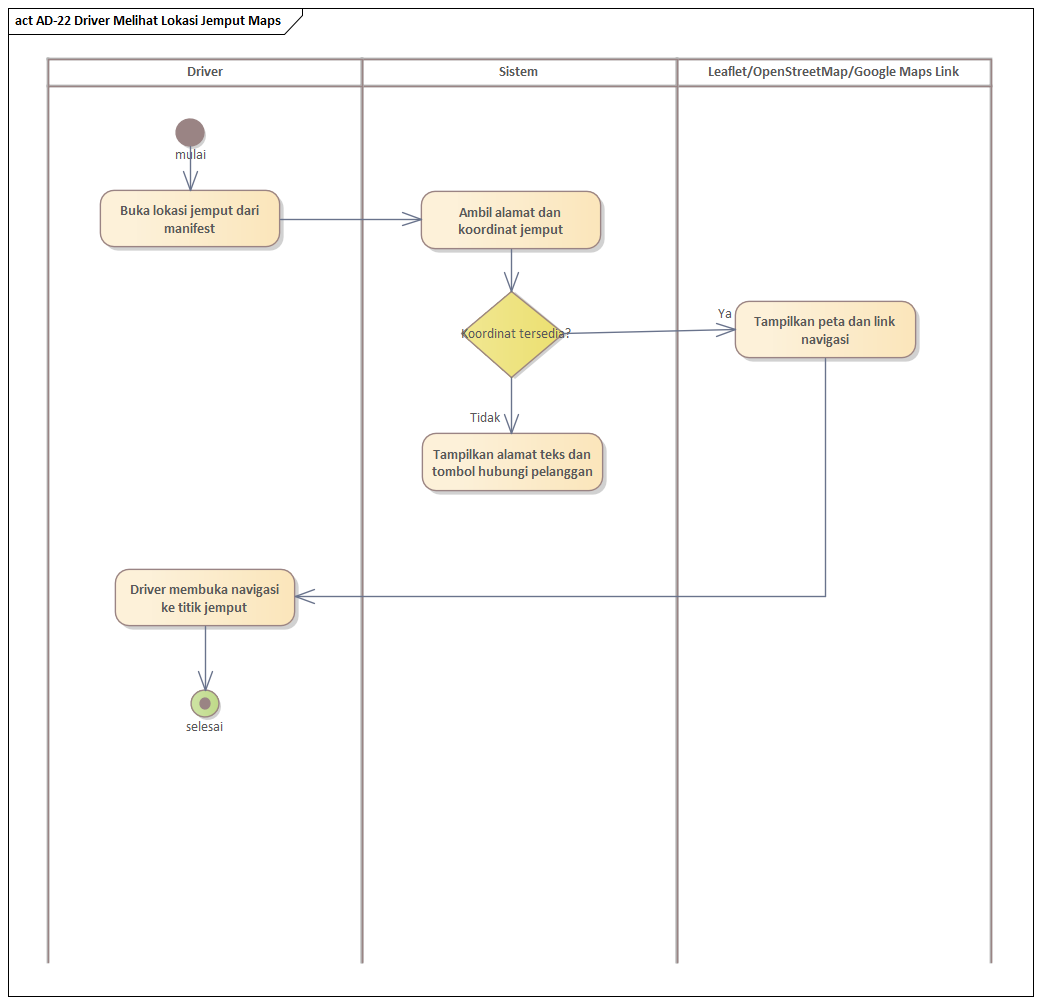 act AD-22 Driver Melihat Lokasi Jemput Maps
Driver
Sistem
Leaflet/OpenStreetMap/Google Maps Link
mulai
Buka lokasi jemput dari
manifest
Ambil alamat dan
koordinat jemput
Koordinat tersedia?
Ya
Tampilkan peta dan link
navigasi
Tidak
Tampilkan alamat teks dan
tombol hubungi pelanggan
Driver membuka navigasi
ke titik jemput
selesai